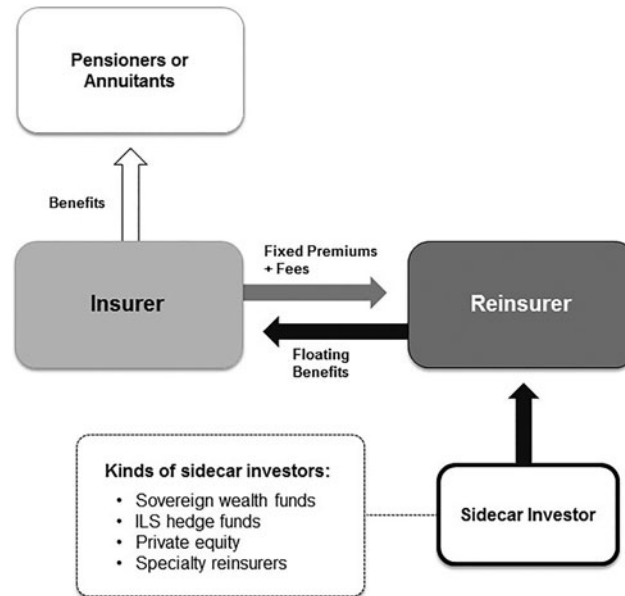 Pensioners or
Annuitants
Benefits
Fixed Premiums
+ Fees
Insurer
Reinsurer
Floating
Benefits
Kinds of sidecar investors:
• Sovereign wealth funds
• ILS hedge funds
• Private equity
• Specialty reinsurers
Sidecar Investor